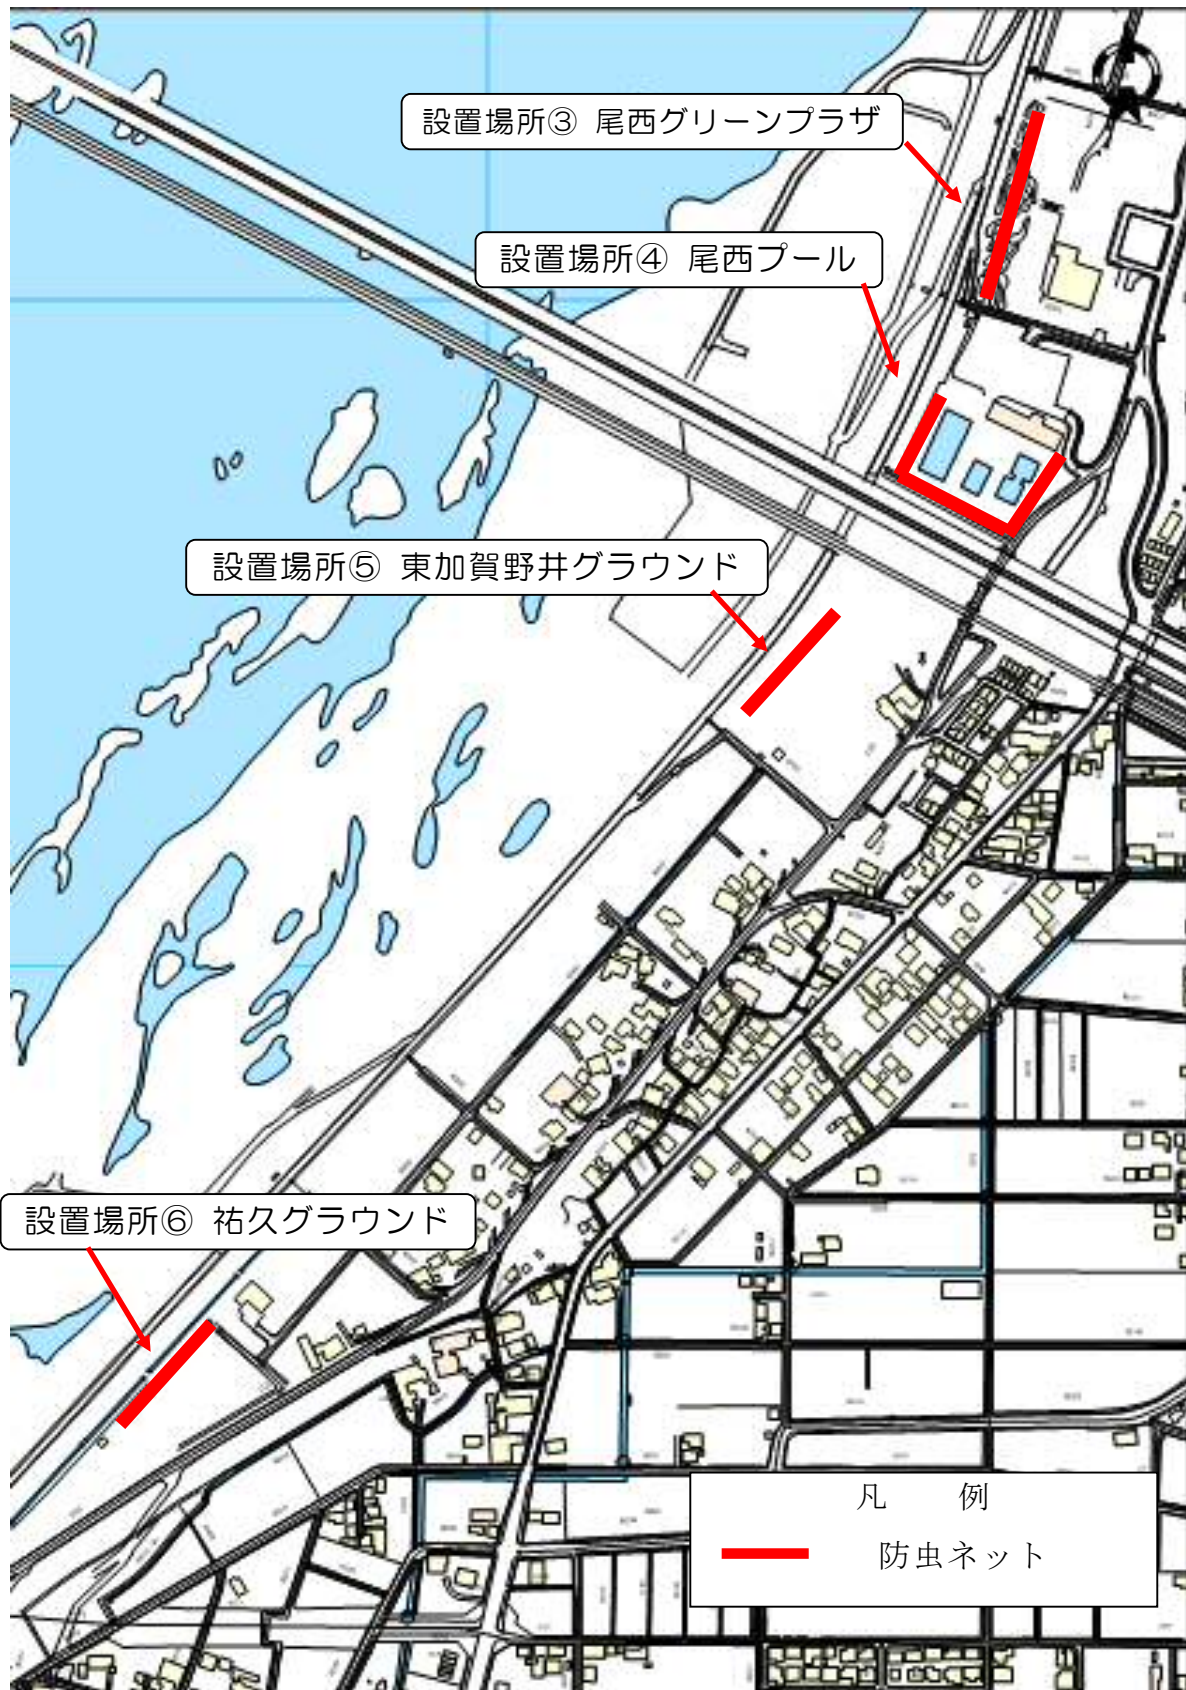 設置場所③ 尾西グリーンプラザ
設置場所④ 尾西プール
設置場所⑤ 東加賀野井グラウンド
設置場所⑥ 祐久グラウンド
凡 例
防虫ネット